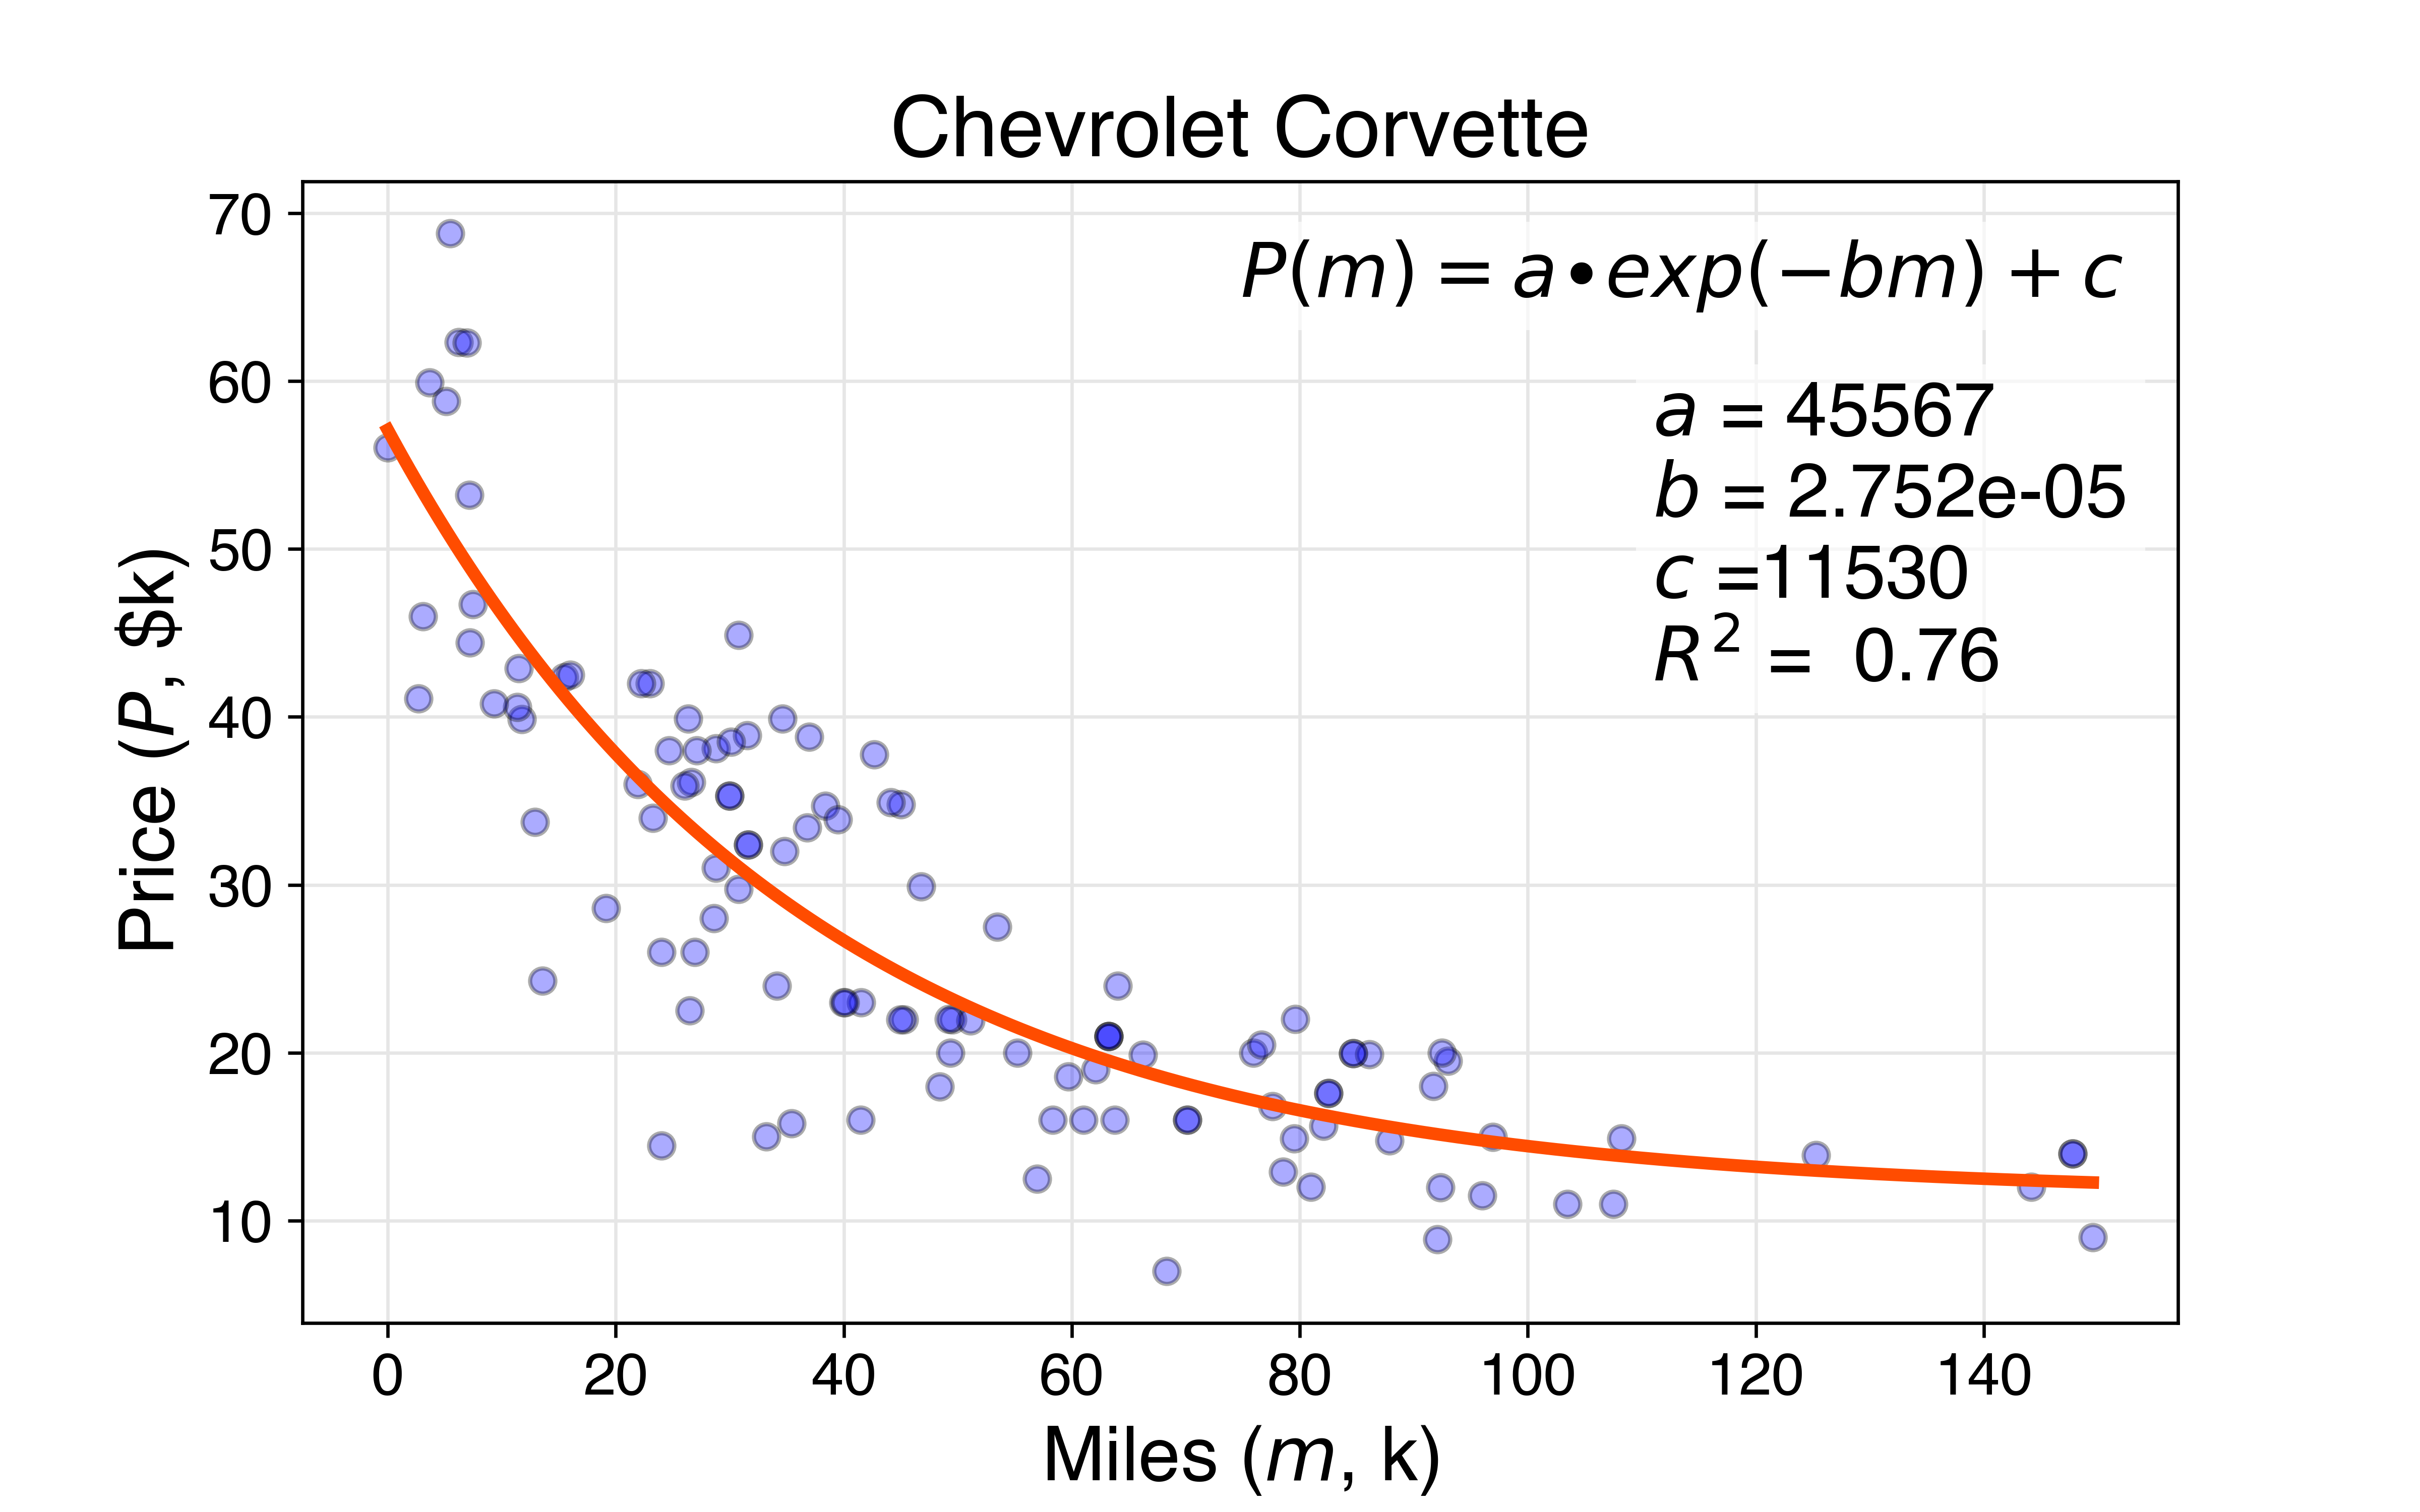 Chevrolet Corvette
P(m) = a•exp(−bm) + c
a = 45567
b = 2.752e-05
c =11530
R² = 0.76
Price (P, $k)
70
60
50
40
30
20
10
0 20 40 60 80 100 120 140
Miles (m, k)